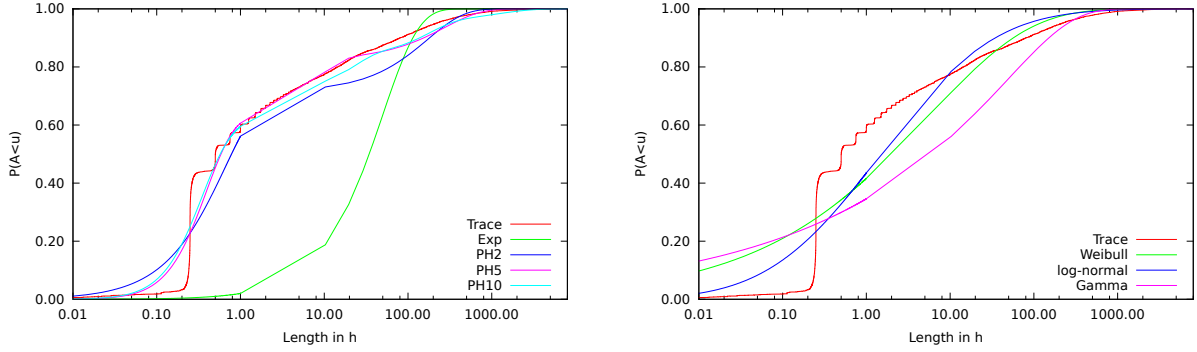 1.00
0.80
0.60
0.40
0.20
0.00
P(A<u)
0.01 0.10 1.00 10.00 100.00 1000.00
Length in h
Trace
Exp
PH2
PH5
PH10
1.00
0.80
0.60
0.40
0.20
0.00
P(A<u)
0.01 0.10 1.00 10.00 100.00 1000.00
Length in h
Trace
Weibull
log-normal
Gamma